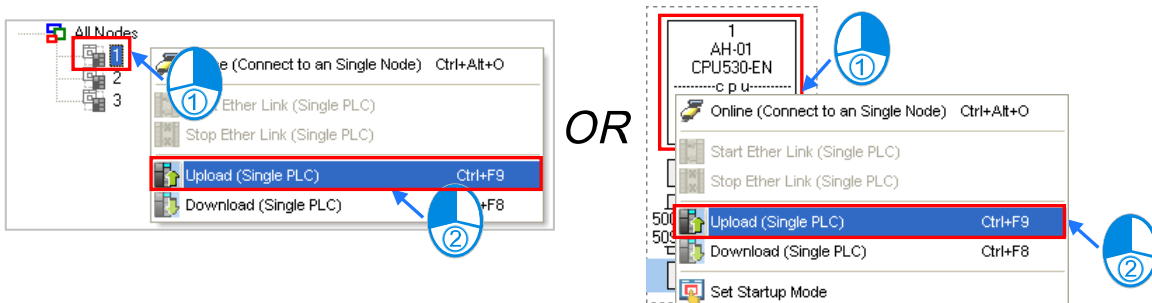 All Nodes
1
2
3
e (Connect to an Single Node) Ctrl+Alt+O
Ether Link (Single PLC)
Stop Ether Link (Single PLC)
Upload (Single PLC) Ctrl+F9
Download (Single PLC) +F8
①
②
OR
1
AH-01
CPU530-EN
---------c p u---------
①
Online (Connect to an Single Node) Ctrl+Alt+O
Start Ether Link (Single PLC)
Stop Ether Link (Single PLC)
500
509
Upload (Single PLC) Ctrl+F9
Download (Single PLC) Ctrl+F8
Set Startup Mode
②